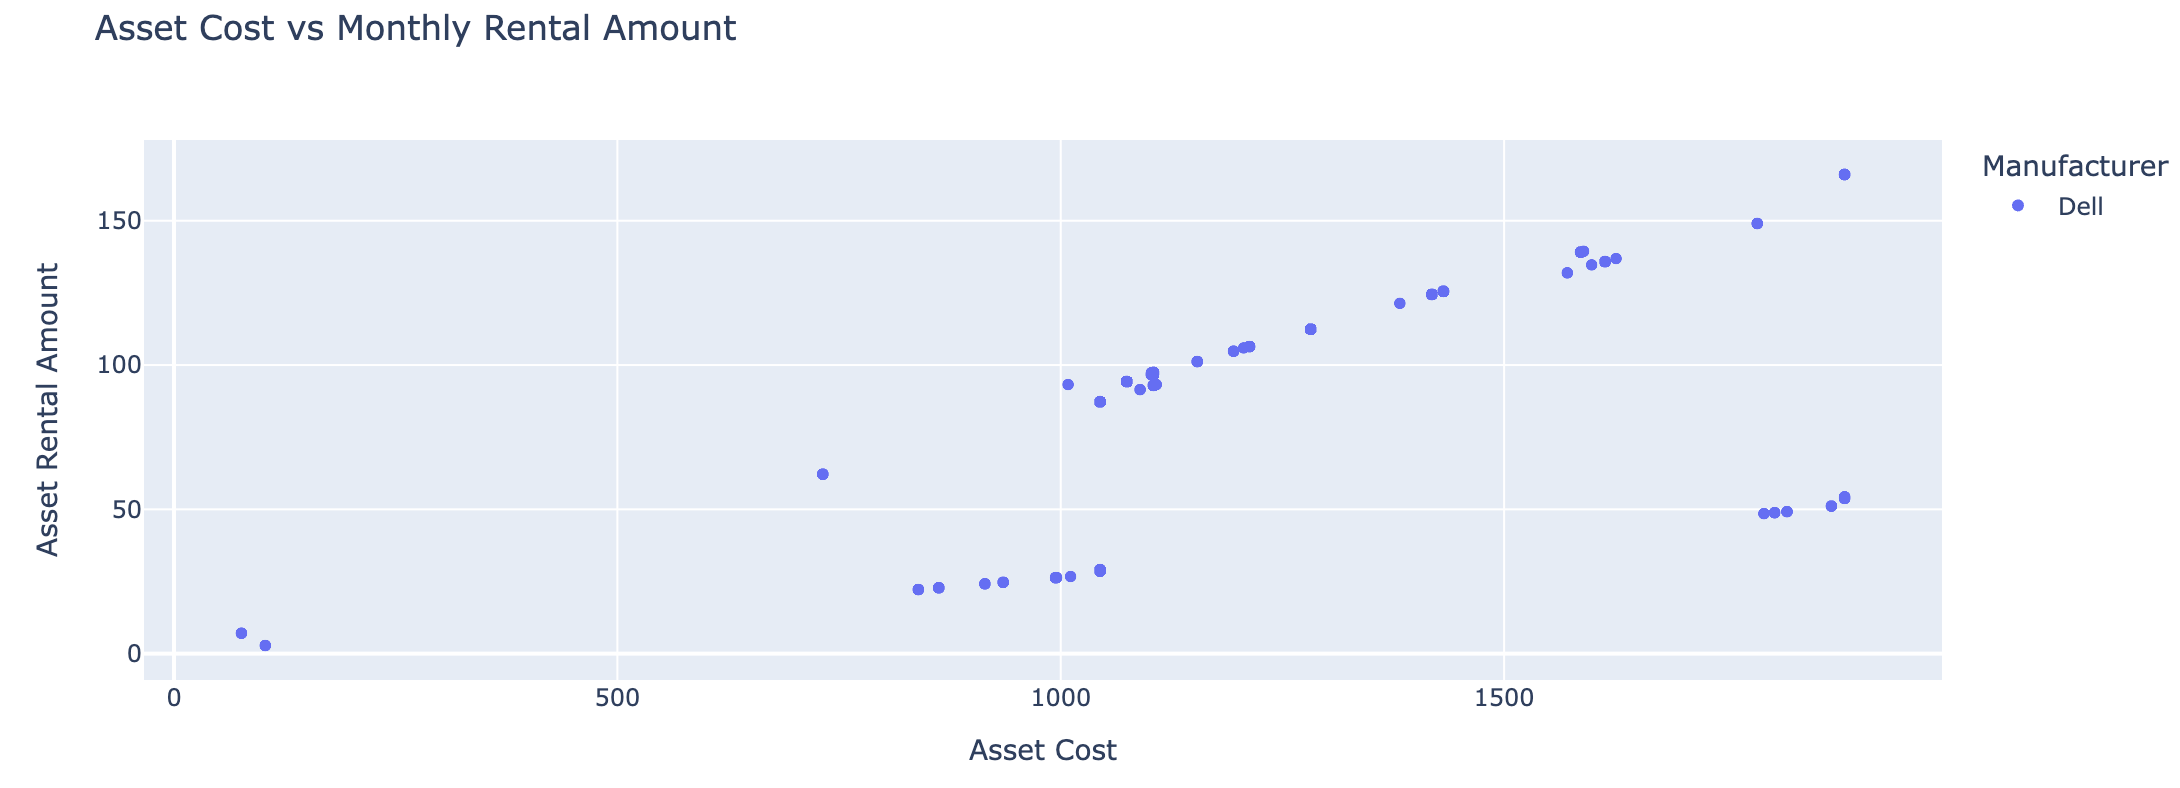 Asset Cost vs Monthly Rental Amount
Manufacturer
Dell
Asset Rental Amount
150
100
50
0
0 500 1000 1500
Asset Cost